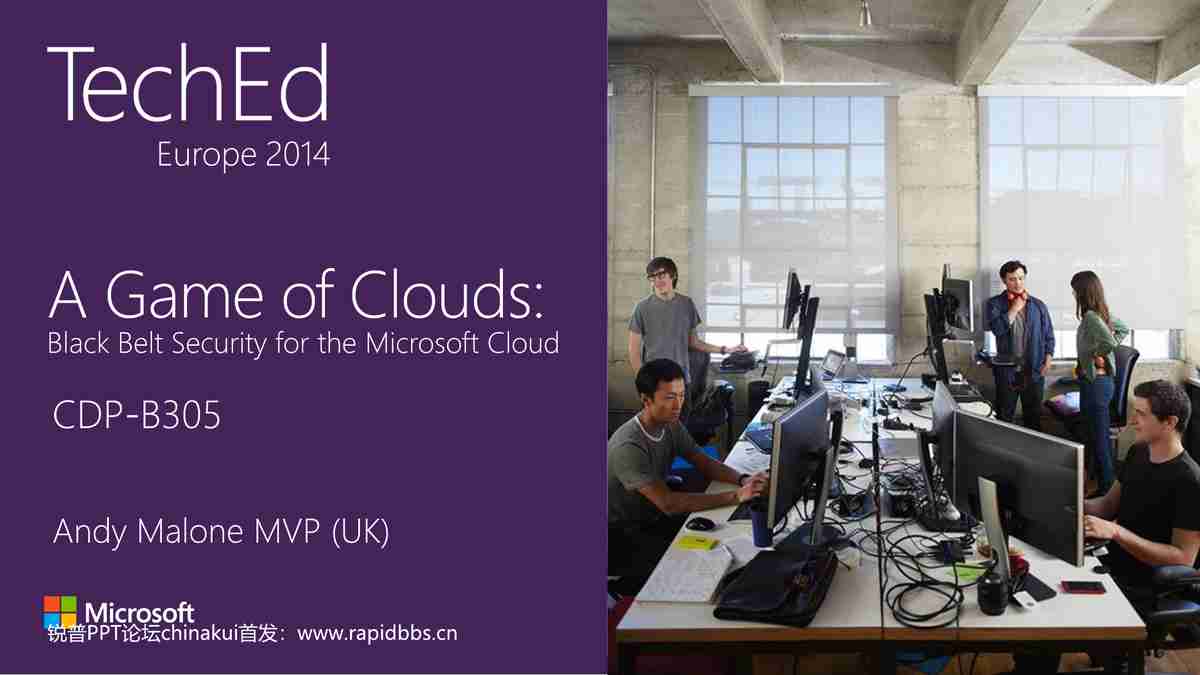 TechEd
Europe 2014
A Game of Clouds:
Black Belt Security for the Microsoft Cloud
CDP-B305
Andy Malone MVP (UK)
Microsoft
锐普PPT论坛chinakui首发：www.rapidbbs.cn